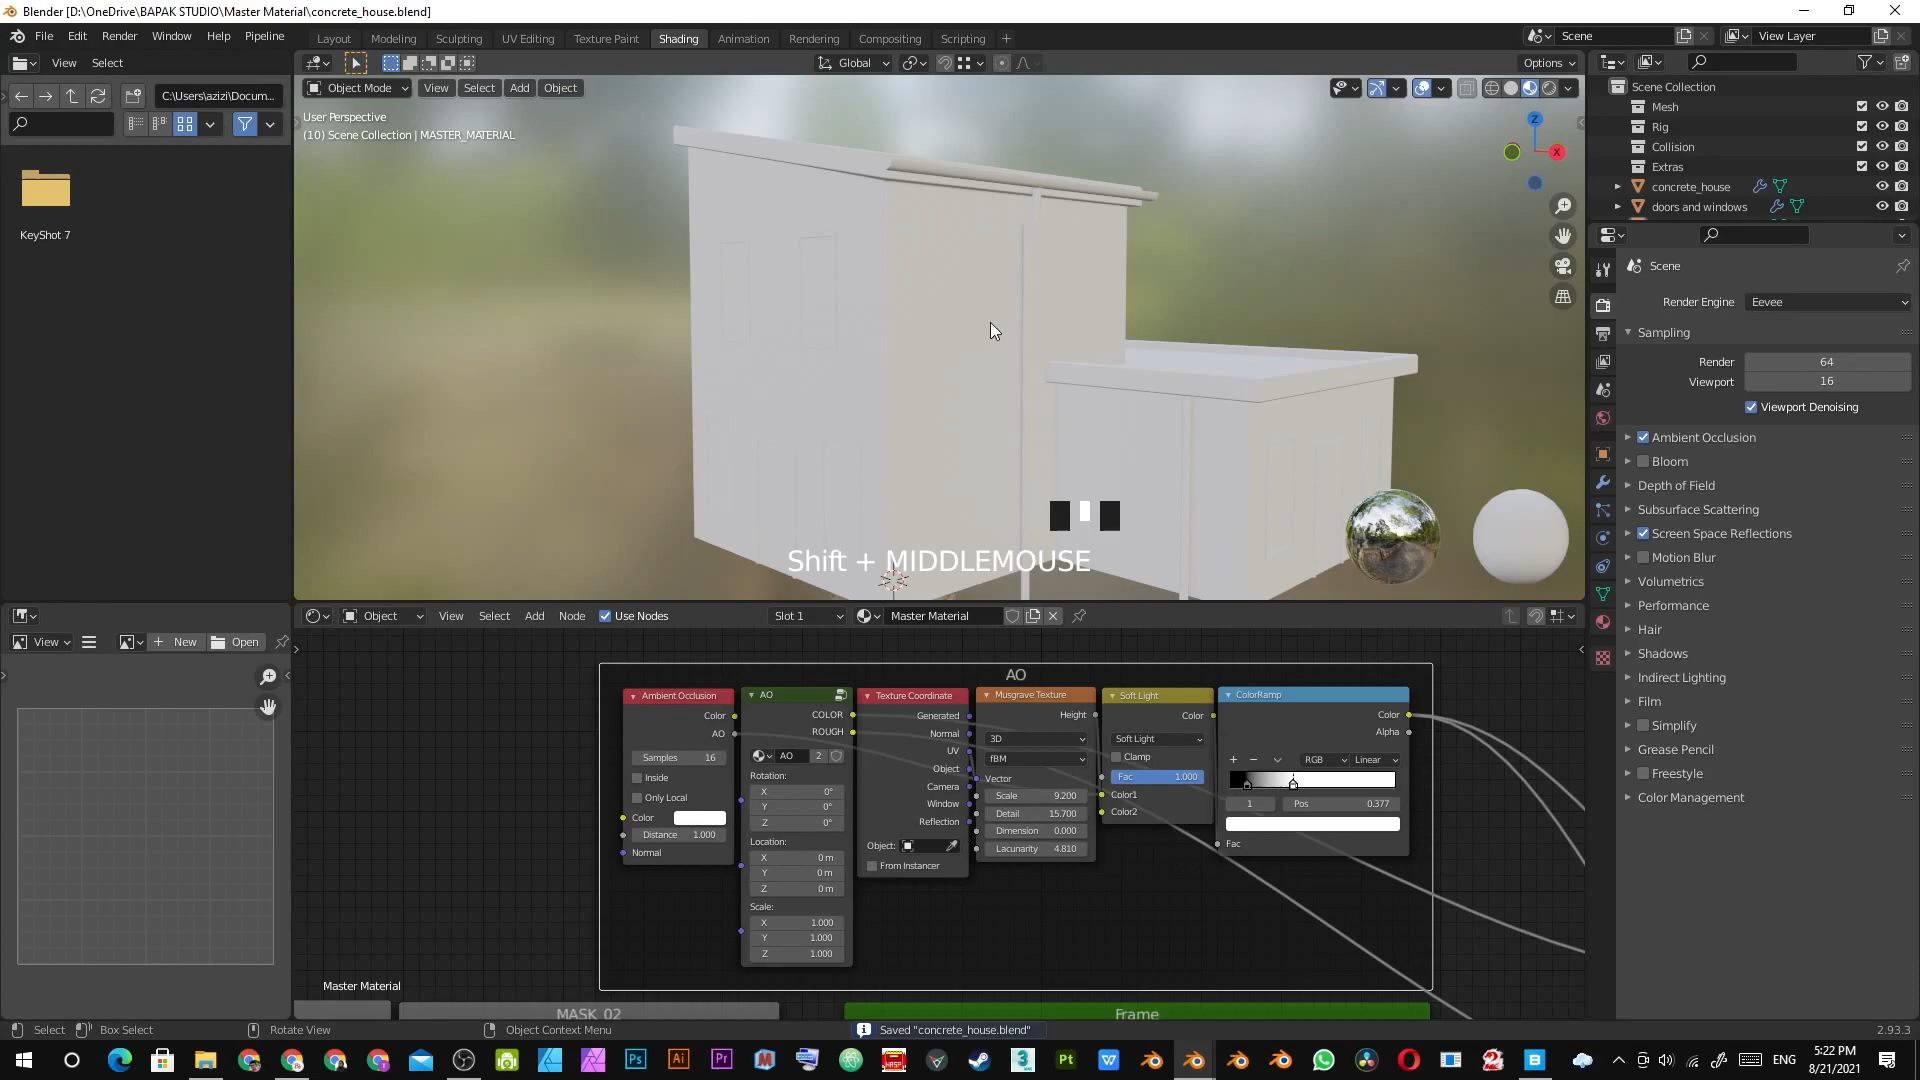 Blender [D:\OneDrive\BAPAK STUDIO\Master Material\concrete_house.blend]
File Edit Render Window Help Pipeline
Layout Modeling Sculpting UV Editing Texture Paint Shading Animation Rendering Compositing Scripting +
Scene
View Layer
View Select
Global
Options
C:\Users\azizi\Docum...
Object Mode View Select Add Object
User Perspective
(10) Scene Collection | MASTER_MATERIAL
Z
X
KeyShot 7
Shift + MIDDLEMOUSE
Scene Collection
Mesh
Rig
Collision
Extras
concrete_house
doors and windows
Scene
Render Engine Eevee
Sampling
Render 64
Viewport 16
Viewport Denoising
Ambient Occlusion
Bloom
Depth of Field
Subsurface Scattering
Screen Space Reflections
Motion Blur
Volumetrics
Performance
Hair
Shadows
Indirect Lighting
Film
Simplify
Grease Pencil
Freestyle
Color Management
View
New
Open
Object View Select Add Node Use Nodes Slot 1 Master Material
AO
Ambient Occlusion
Color
AO
Samples 16
Inside
Only Local
Color
Distance 1.000
Normal
AO
COLOR
ROUGH
AO 2
Rotation:
X 0°
Y 0°
Z 0°
Location:
X 0 m
Y 0 m
Z 0 m
Scale:
X 1.000
Y 1.000
Z 1.000
Texture Coordinate
Generated
Normal
UV
Object
Camera
Window
Reflection
Object:
From Instancer
Musgrave Texture
Height
3D
fBM
Vector
Scale 9.200
Detail 15.700
Dimension 0.000
Lacunarity 4.810
Soft Light
Color
Soft Light
Clamp
Fac 1.000
Color1
Color2
ColorRamp
Color
Alpha
+ − RGB Linear
1 Pos 0.377
Fac
Master Material
MASK_02
Frame
Select Box Select Rotate View Object Context Menu Saved "concrete_house.blend" 2.93.3
ENG
5:22 PM
8/21/2021